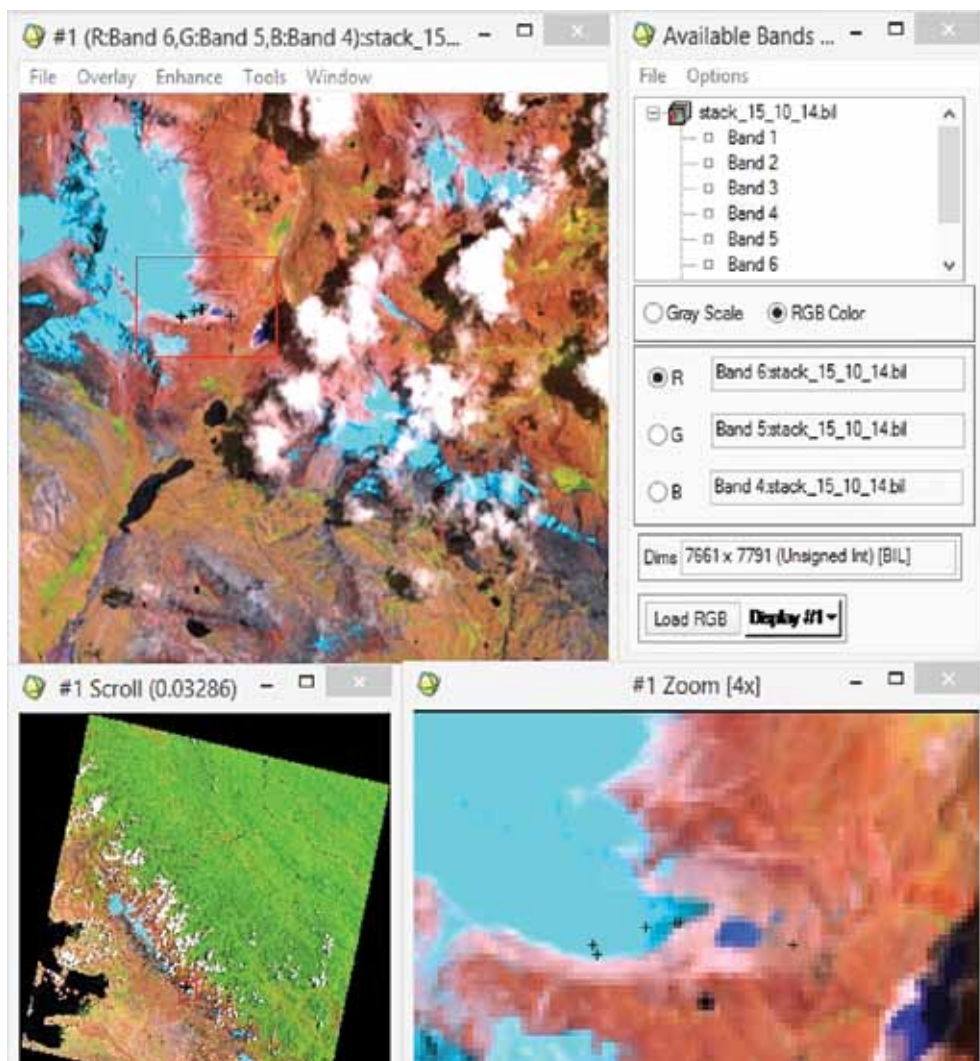 #1 (R:Band 6,G:Band 5,B:Band 4):stack_15...
File Overlay Enhance Tools Window
Available Bands ...
File Options
stack_15_10_14.bil
Band 1
Band 2
Band 3
Band 4
Band 5
Band 6
Gray Scale RGB Color
R Band 6:stack_15_10_14.bil
G Band 5:stack_15_10_14.bil
B Band 4:stack_15_10_14.bil
Dims 7661 x 7791 (Unsigned Int) [BIL]
Load RGB Display #1
#1 Scroll (0.03286)
#1 Zoom [4x]